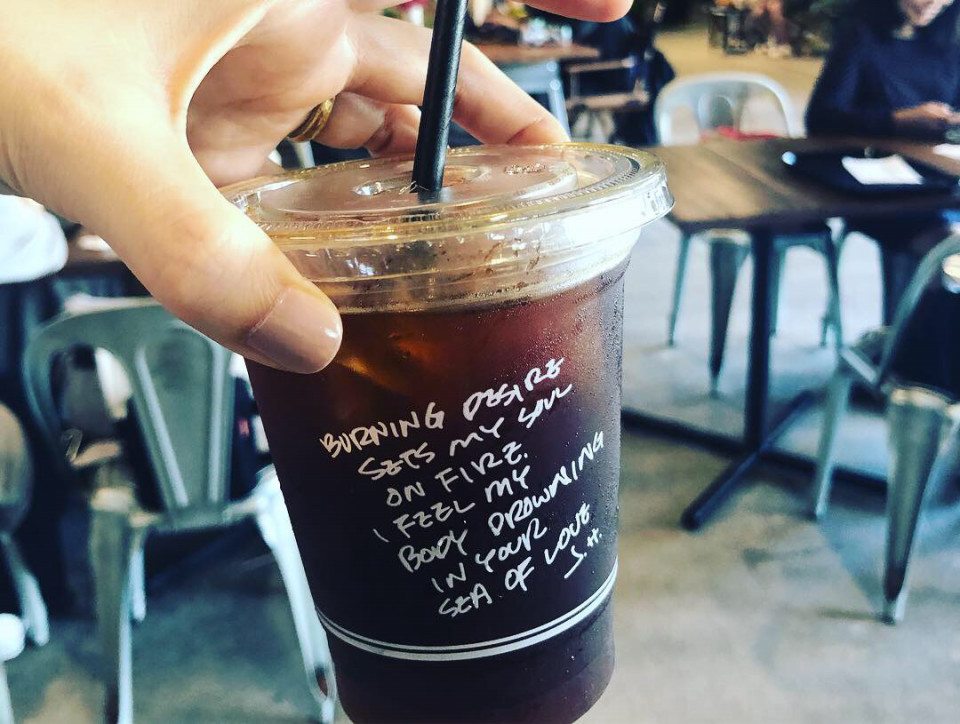 BURNING DESIRE
SETS MY SOUL
ON FIRE.
I FEEL MY
BODY DROWNING
IN YOUR
SEA OF LOVE
J.H.